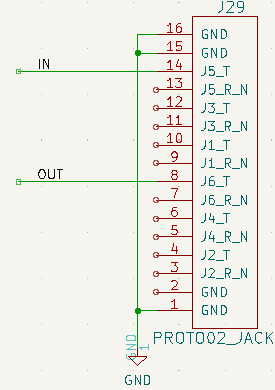 J29
16 GND
15 GND
IN 14 J5_T
13 J5_R_N
12 J3_T
11 J3_R_N
10 J1_T
9 J1_R_N
OUT 8 J6_T
7 J6_R_N
6 J4_T
5 J4_R_N
4 J2_T
3 J2_R_N
2 GND
1 GND
GND 1
PROTO02_JACK
GND